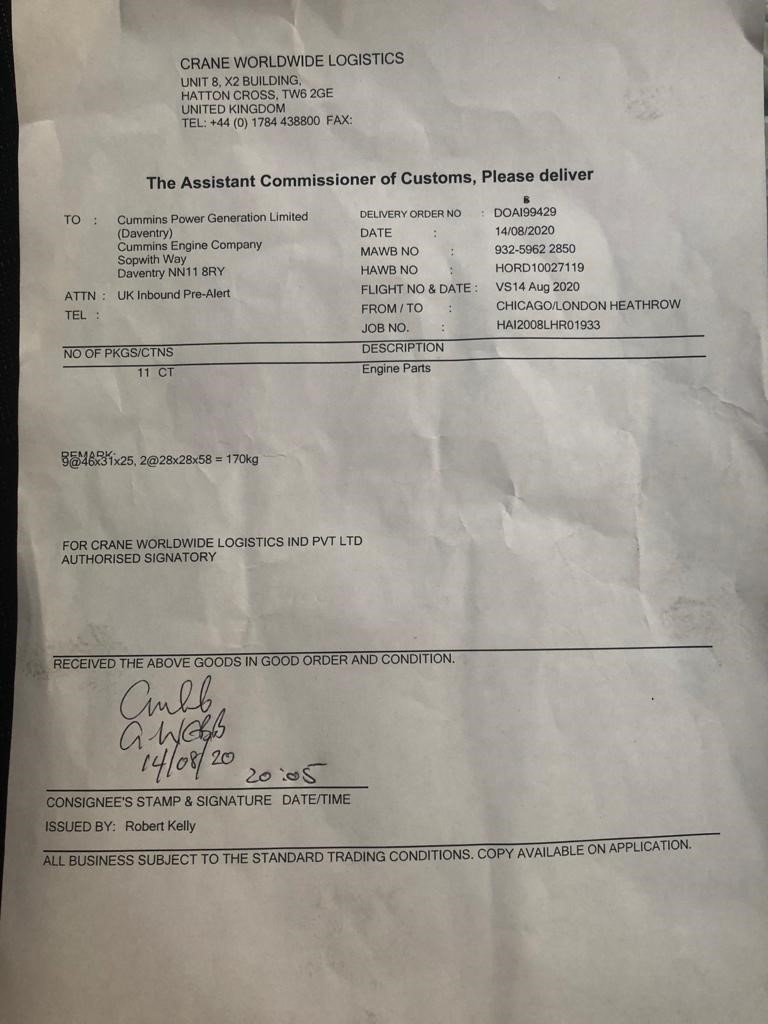 CRANE WORLDWIDE LOGISTICS
UNIT 8, X2 BUILDING,
HATTON CROSS, TW6 2GE
UNITED KINGDOM
TEL: +44 (0) 1784 438800 FAX:
The Assistant Commissioner of Customs, Please deliver
TO : Cummins Power Generation Limited
(Daventry)
Cummins Engine Company
Sopwith Way
Daventry NN11 8RY
ATTN : UK Inbound Pre-Alert
TEL :
DELIVERY ORDER NO : DOAI99429
DATE : 14/08/2020
MAWB NO : 932-5962 2850
HAWB NO : HORD10027119
FLIGHT NO & DATE : VS14 Aug 2020
FROM / TO : CHICAGO/LONDON HEATHROW
JOB NO. : HAI2008LHR01933
NO OF PKGS/CTNS DESCRIPTION
11 CT Engine Parts
REMARK:
9@46x31x25, 2@28x28x58 = 170kg
FOR CRANE WORLDWIDE LOGISTICS IND PVT LTD
AUTHORISED SIGNATORY
RECEIVED THE ABOVE GOODS IN GOOD ORDER AND CONDITION.
A WEBB
14/08/20 20:05
CONSIGNEE'S STAMP & SIGNATURE DATE/TIME
ISSUED BY: Robert Kelly
ALL BUSINESS SUBJECT TO THE STANDARD TRADING CONDITIONS. COPY AVAILABLE ON APPLICATION.